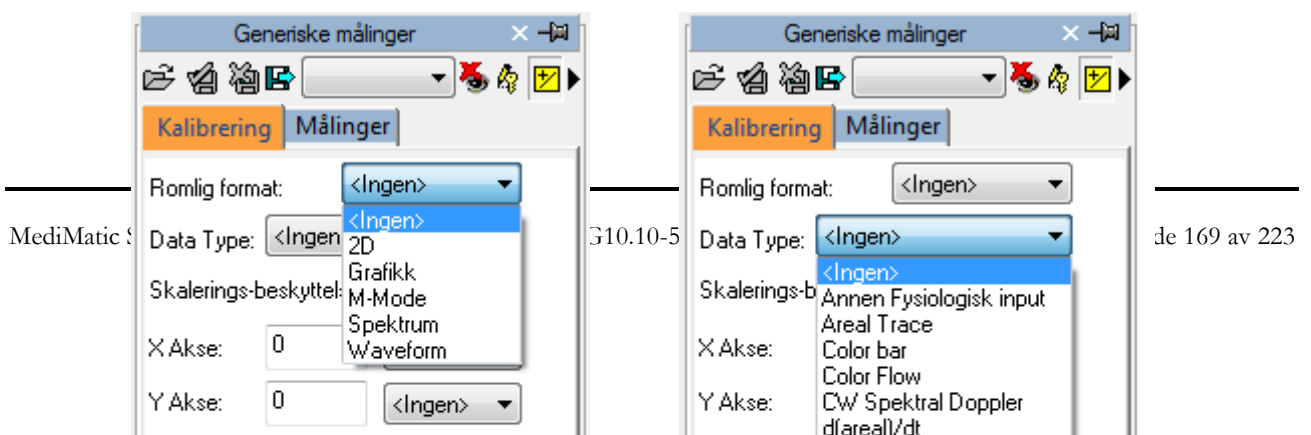 Generiske målinger
Kalibrering Målinger
Romlig format: <Ingen>
<Ingen>
2D
Grafikk
M-Mode
Spektrum
Waveform
Data Type: <Ingen
Skalerings-beskyttel
X Akse: 0
Y Akse: 0 <Ingen>
Generiske målinger
Kalibrering Målinger
Romlig format: <Ingen>
Data Type: <Ingen>
<Ingen>
Annen Fysiologisk input
Areal Trace
Color bar
Color Flow
CW Spektral Doppler
d(areal)/dt
Skalerings-b
X Akse:
Y Akse:
MediMatic G10.10-5 de 169 av 223